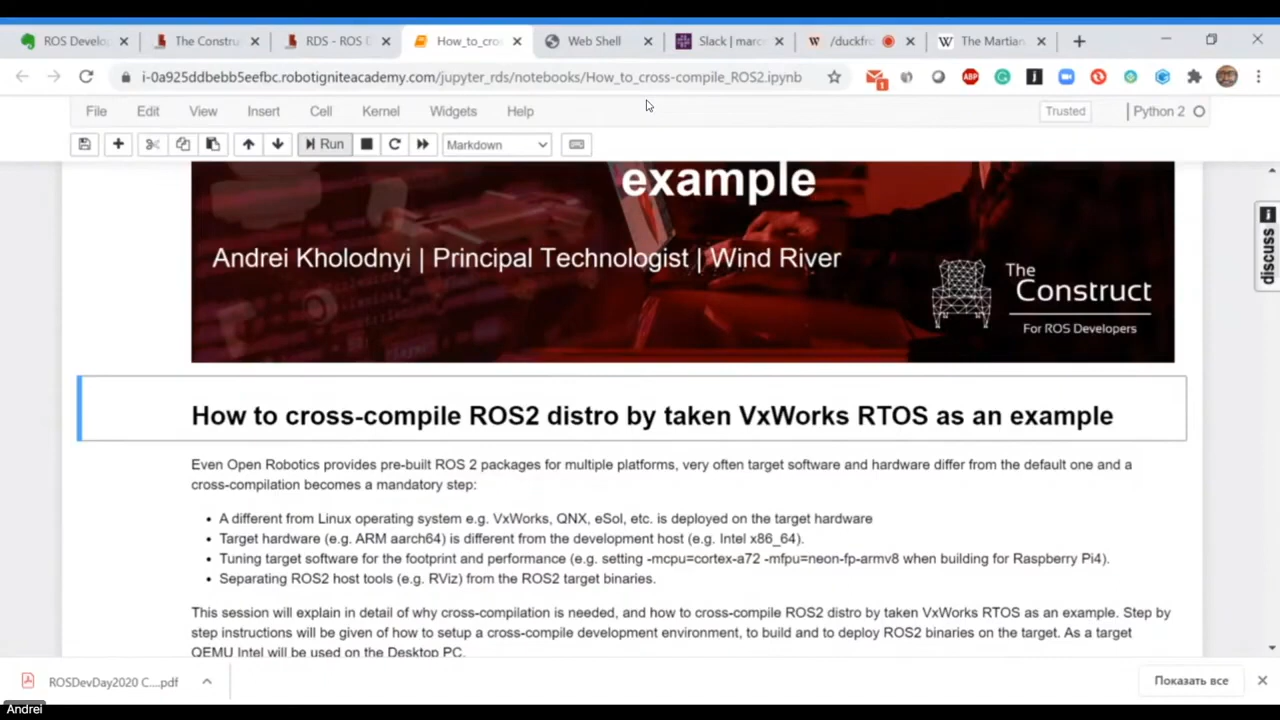 ROS Develo
The Constru
RDS - ROS D
How_to_cro
Web Shell
Slack | marc
/duckfro
The Martian
i-0a925ddbebb5eefbc.robotigniteacademy.com/jupyter_rds/notebooks/How_to_cross-compile_ROS2.ipynb
1
ABP
File Edit View Insert Cell Kernel Widgets Help
Trusted
Python 2
Run
Markdown
example
Andrei Kholodnyi | Principal Technologist | Wind River
The
Construct
For ROS Developers
discuss
How to cross-compile ROS2 distro by taken VxWorks RTOS as an example
Even Open Robotics provides pre-built ROS 2 packages for multiple platforms, very often target software and hardware differ from the default one and a
cross-compilation becomes a mandatory step:
• A different from Linux operating system e.g. VxWorks, QNX, eSol, etc. is deployed on the target hardware
• Target hardware (e.g. ARM aarch64) is different from the development host (e.g. Intel x86_64).
• Tuning target software for the footprint and performance (e.g. setting -mcpu=cortex-a72 -mfpu=neon-fp-armv8 when building for Raspberry Pi4).
• Separating ROS2 host tools (e.g. RViz) from the ROS2 target binaries.
This session will explain in detail of why cross-compilation is needed, and how to cross-compile ROS2 distro by taken VxWorks RTOS as an example. Step by
step instructions will be given of how to setup a cross-compile development environment, to build and to deploy ROS2 binaries on the target. As a target
QEMU Intel will be used on the Desktop PC.
ROSDevDay2020 C....pdf
Показать все
Andrei